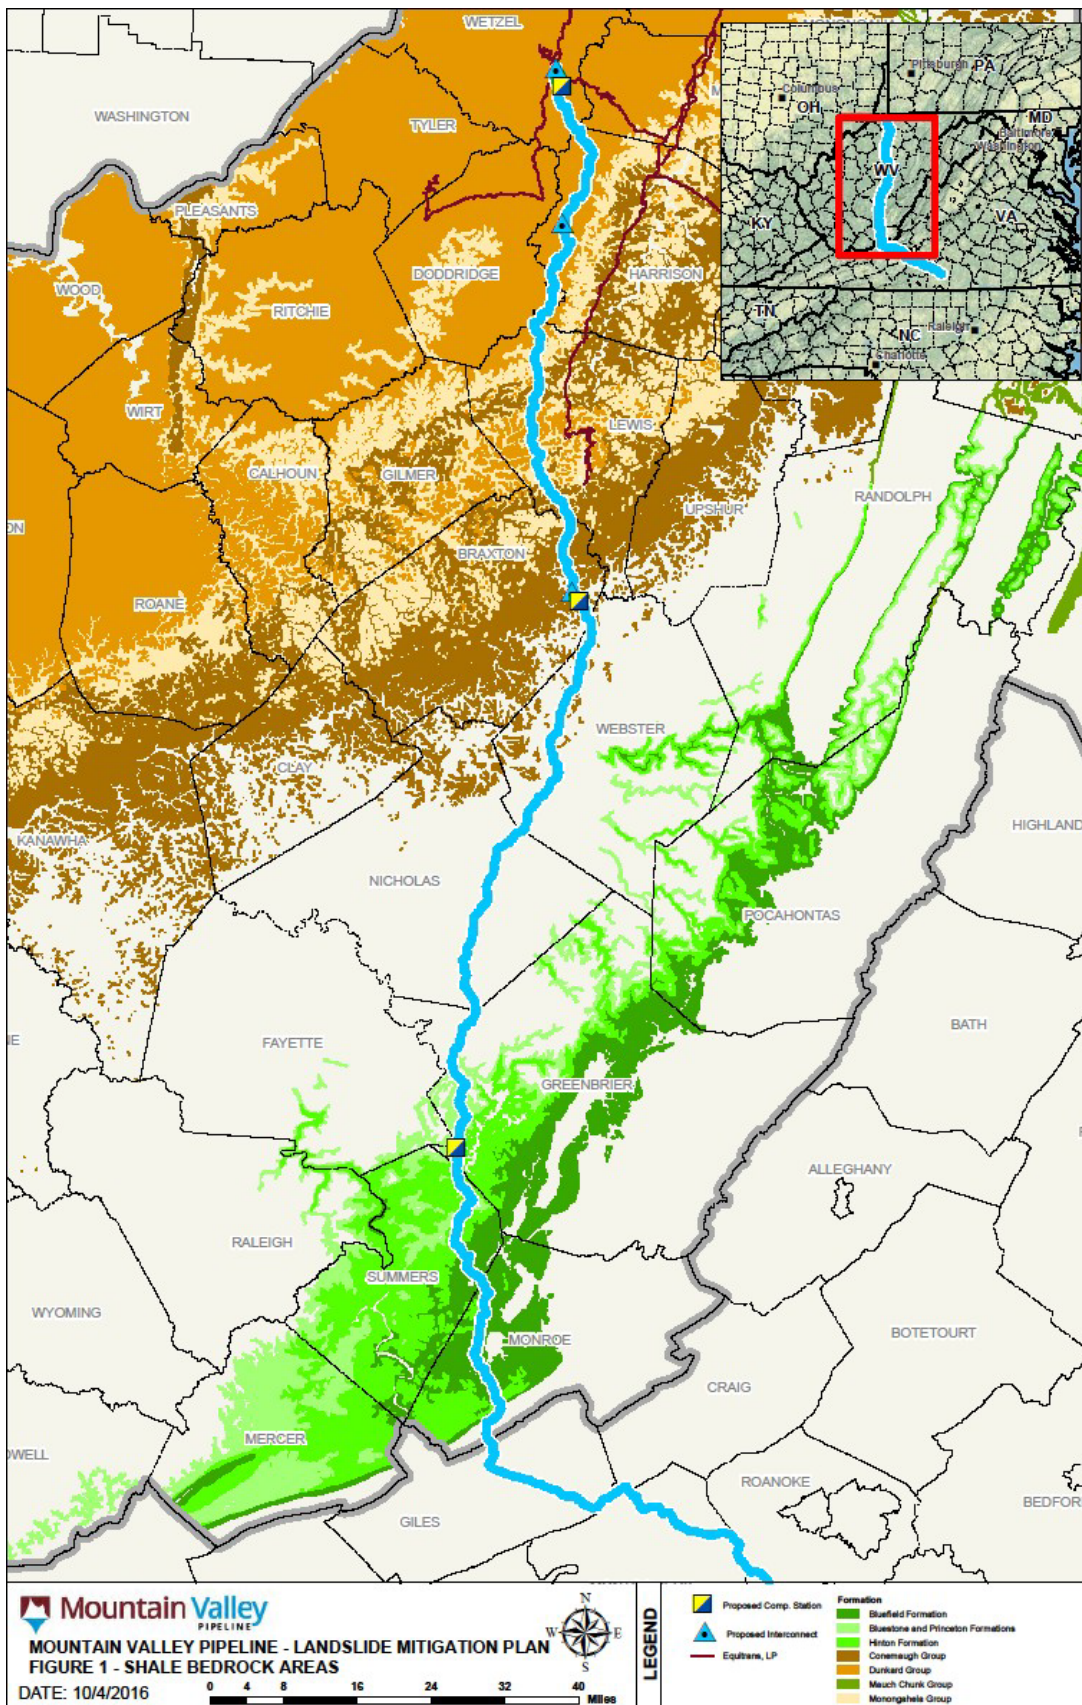 WETZEL
WASHINGTON
TYLER
PLEASANTS
DODDRIDGE
HARRISON
WOOD
RITCHIE
WIRT
LEWIS
CALHOUN
GILMER
RANDOLPH
UPSHUR
BRAXTON
ROANE
WEBSTER
CLAY
KANAWHA
HIGHLAND
NICHOLAS
POCAHONTAS
BATH
FAYETTE
GREENBRIER
ALLEGHANY
RALEIGH
SUMMERS
WYOMING
BOTETOURT
MONROE
CRAIG
MERCER
ROANOKE
GILES
Pittsburgh
PA
Columbus
OH
MD
Baltimore
Washington
WV
KY
VA
TN
NC
Raleigh
Charlotte
Mountain Valley
PIPELINE
MOUNTAIN VALLEY PIPELINE - LANDSLIDE MITIGATION PLAN
FIGURE 1 - SHALE BEDROCK AREAS
DATE: 10/4/2016
N
W E
S
0 4 8 16 24 32 40
Miles
LEGEND
Proposed Comp. Station
Proposed Interconnect
Equitrans, LP
Formation
Bluefield Formation
Bluestone and Princeton Formations
Hinton Formation
Conemaugh Group
Dunkard Group
Mauch Chunk Group
Monongahela Group